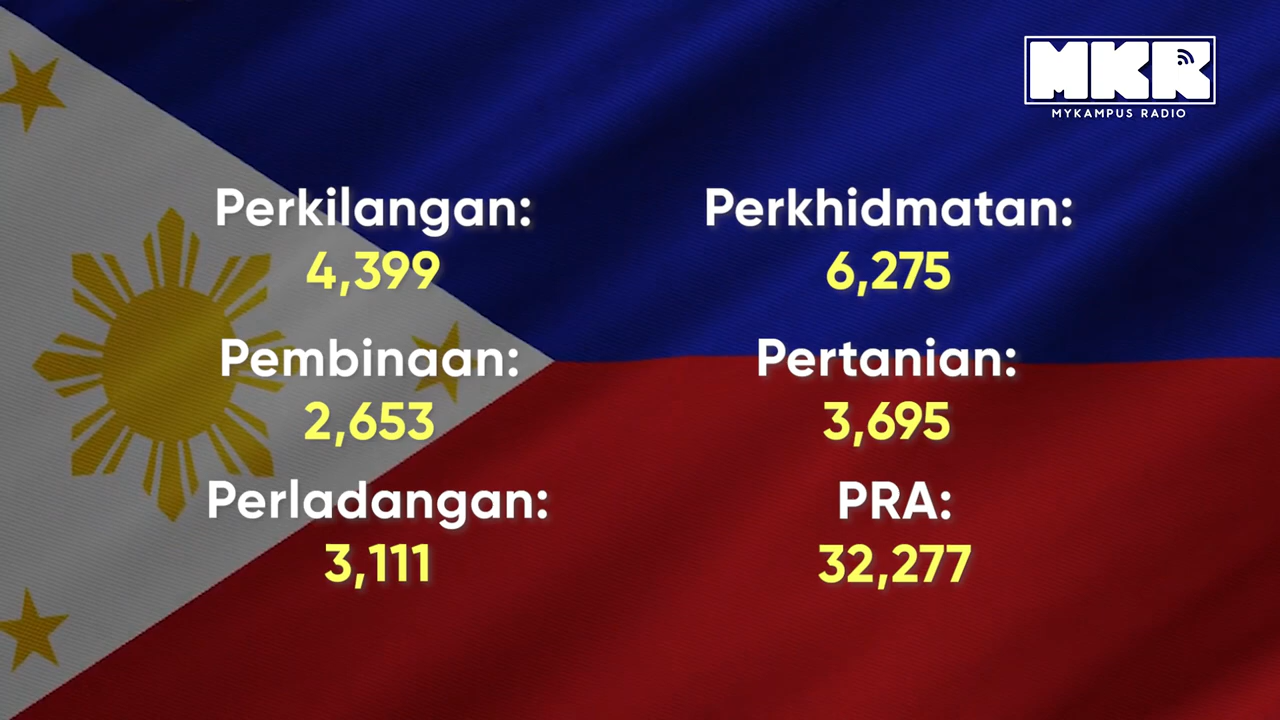 MKR
MYKAMPUS RADIO
Perkilangan:
4,399
Perkhidmatan:
6,275
Pembinaan:
2,653
Pertanian:
3,695
Perladangan:
3,111
PRA:
32,277